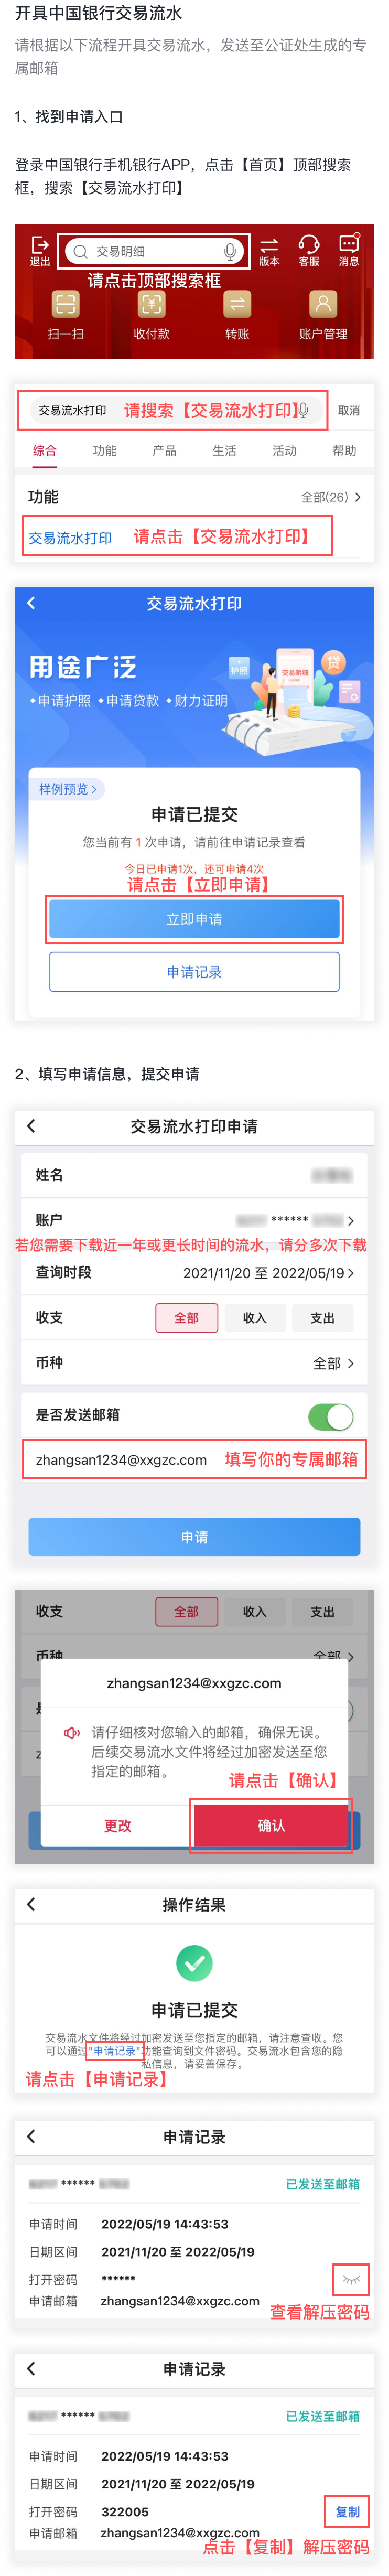 开具中国银行交易流水
请根据以下流程开具交易流水，发送至公证处生成的专
属邮箱
1、找到申请入口
登录中国银行手机银行APP，点击【首页】顶部搜索
框，搜索【交易流水打印】
退出
交易明细
版本
客服
消息
请点击顶部搜索框
扫一扫
收付款
转账
账户管理
交易流水打印
请搜索【交易流水打印】
取消
综合
功能
产品
生活
活动
帮助
功能
全部(26)
交易流水打印
请点击【交易流水打印】
交易流水打印
用途广泛
申请护照
申请贷款
财力证明
护照
交易明细
贷
样例预览
申请已提交
您当前有 1 次申请，请前往申请记录查看
今日已申请1次，还可申请4次
请点击【立即申请】
立即申请
申请记录
2、填写申请信息，提交申请
交易流水打印申请
姓名
账户
******
若您需要下载近一年或更长时间的流水，请分多次下载
查询时段
2021/11/20 至 2022/05/19
收支
全部
收入
支出
币种
全部
是否发送邮箱
zhangsan1234@xxgzc.com
填写你的专属邮箱
申请
收支
全部
收入
支出
币种
全部
zhangsan1234@xxgzc.com
请仔细核对您输入的邮箱，确保无误。
后续交易流水文件将经过加密发送至您
指定的邮箱。
请点击【确认】
更改
确认
操作结果
申请已提交
交易流水文件将经过加密发送至您指定的邮箱，请注意查收。您
可以通过"申请记录"功能查询到文件密码。交易流水包含您的隐
私信息，请妥善保存。
请点击【申请记录】
申请记录
******
已发送至邮箱
申请时间
2022/05/19 14:43:53
日期区间
2021/11/20 至 2022/05/19
打开密码
******
申请邮箱
zhangsan1234@xxgzc.com
查看解压密码
申请记录
******
已发送至邮箱
申请时间
2022/05/19 14:43:53
日期区间
2021/11/20 至 2022/05/19
打开密码
322005
复制
申请邮箱
zhangsan1234@xxgzc.com
点击【复制】解压密码